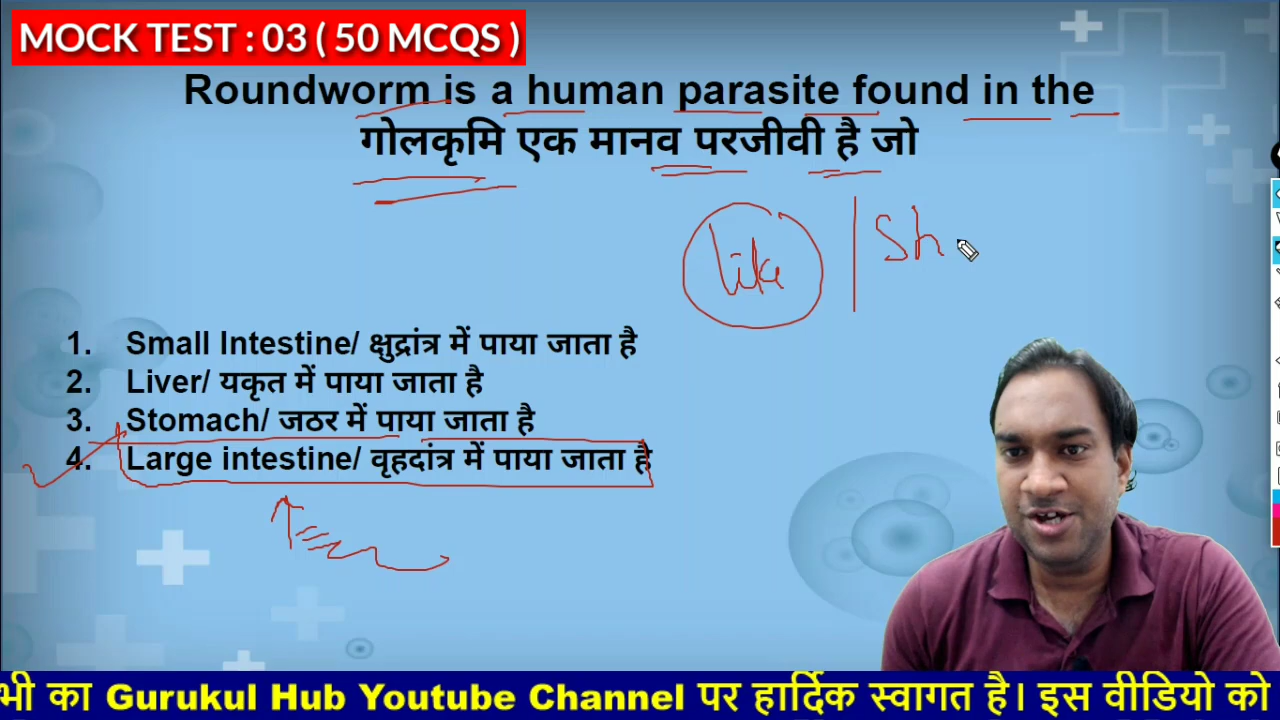 MOCK TEST : 03 ( 50 MCQS )
Roundworm is a human parasite found in the
गोलकृमि एक मानव परजीवी है जो
like | Sh
1. Small Intestine/ क्षुद्रांत्र में पाया जाता है
2. Liver/ यकृत में पाया जाता है
3. Stomach/ जठर में पाया जाता है
4. Large intestine/ वृहदांत्र में पाया जाता है
भी का Gurukul Hub Youtube Channel पर हार्दिक स्वागत है। इस वीडियो को